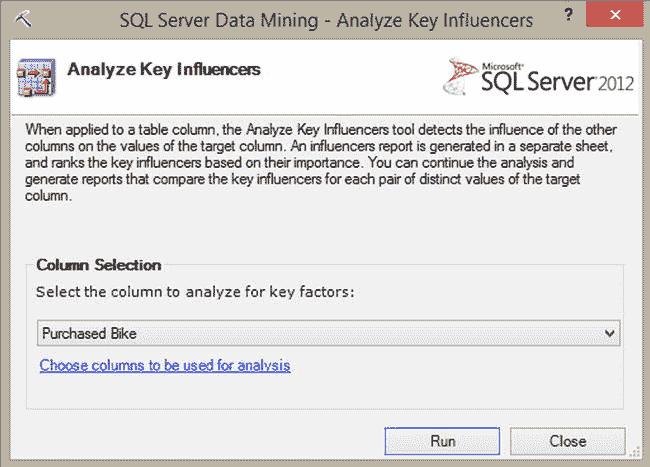 SQL Server Data Mining - Analyze Key Influencers
?
Analyze Key Influencers
Microsoft®
SQL Server® 2012
When applied to a table column, the Analyze Key Influencers tool detects the influence of the other
columns on the values of the target column. An influencers report is generated in a separate sheet,
and ranks the key influencers based on their importance. You can continue the analysis and
generate reports that compare the key influencers for each pair of distinct values of the target
column.
Column Selection
Select the column to analyze for key factors:
Purchased Bike
Choose columns to be used for analysis
Run
Close